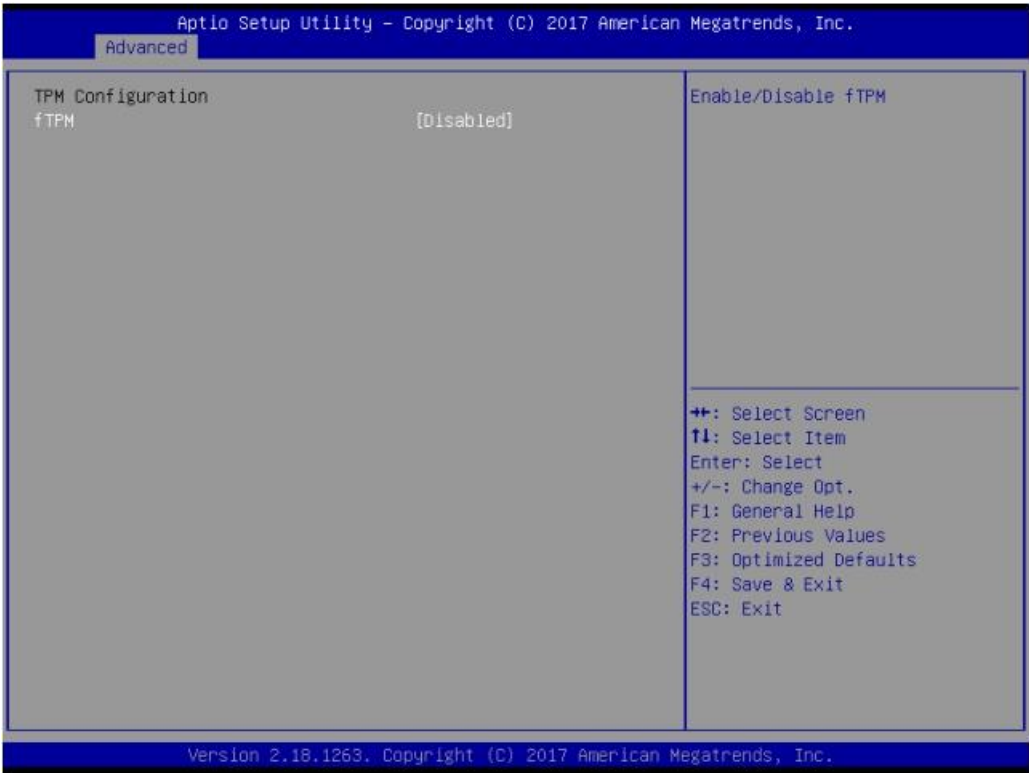 Aptio Setup Utility – Copyright (C) 2017 American Megatrends, Inc.
Advanced
TPM Configuration
fTPM [Disabled]
Enable/Disable fTPM
→←: Select Screen
↑↓: Select Item
Enter: Select
+/-: Change Opt.
F1: General Help
F2: Previous Values
F3: Optimized Defaults
F4: Save & Exit
ESC: Exit
Version 2.18.1263. Copyright (C) 2017 American Megatrends, Inc.